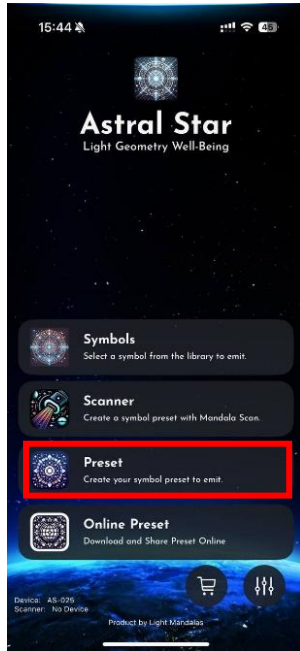 15:44
45
Astral Star
Light Geometry Well-Being
Symbols
Select a symbol from the library to emit.
Scanner
Create a symbol preset with Mandala Scan.
Preset
Create your symbol preset to emit.
Online Preset
Download and Share Preset Online
Device: AS-025
Scanner: No Device
Product by Light Mandalas